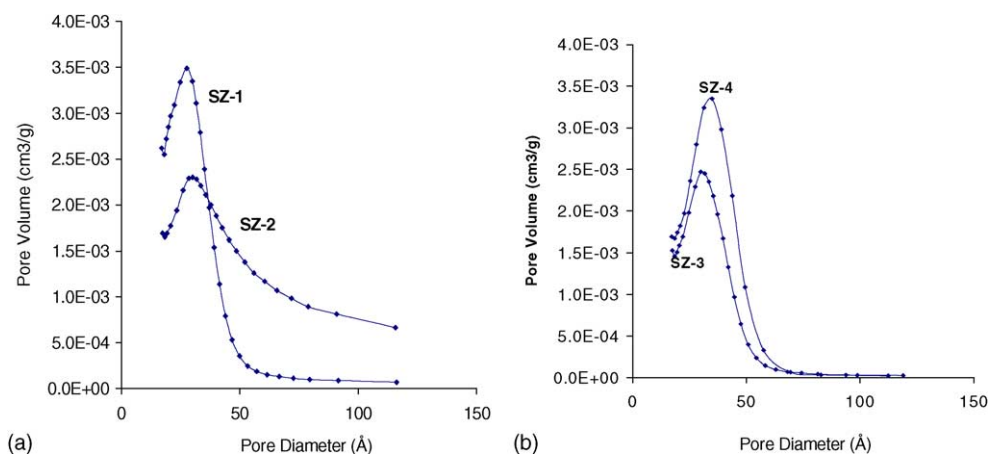 4.0E-03
3.5E-03
3.0E-03
2.5E-03
2.0E-03
1.5E-03
1.0E-03
5.0E-04
0.0E+00
Pore Volume (cm3/g)
SZ-1
SZ-2
0 50 100 150
Pore Diameter (Å)
(a)
4.0E-03
3.5E-03
3.0E-03
2.5E-03
2.0E-03
1.5E-03
1.0E-03
5.0E-04
0.0E+00
Pore Volume (cm3/g)
SZ-4
SZ-3
0 50 100 150
Pore Diameter (Å)
(b)